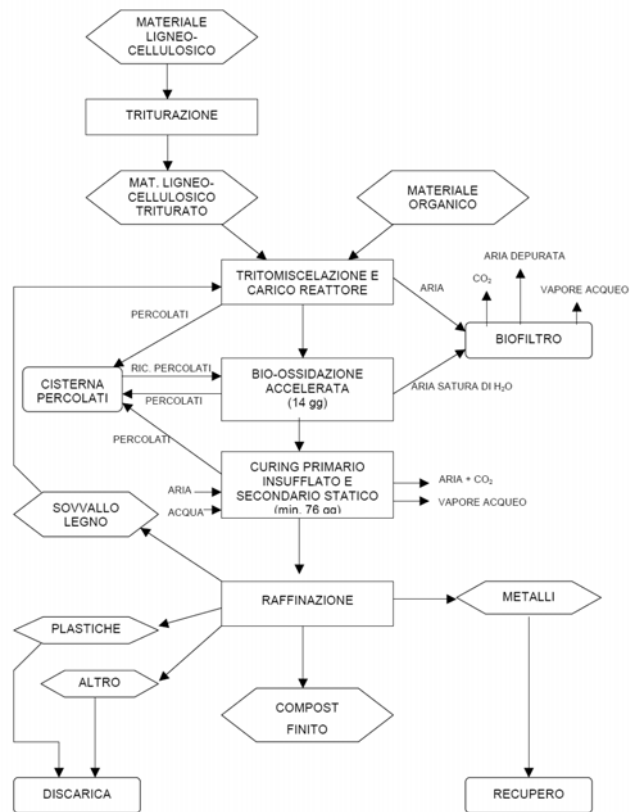 MATERIALE
LIGNEO-
CELLULOSICO
TRITURAZIONE
MAT. LIGNEO-
CELLULOSICO
TRITURATO
MATERIALE
ORGANICO
TRITOMISCELAZIONE E
CARICO REATTORE
ARIA
CO₂
ARIA DEPURATA
VAPORE ACQUEO
BIOFILTRO
PERCOLATI
CISTERNA
PERCOLATI
RIC. PERCOLATI
PERCOLATI
BIO-OSSIDAZIONE
ACCELERATA
(14 gg)
ARIA SATURA DI H₂O
PERCOLATI
CURING PRIMARIO
INSUFFLATO E
SECONDARIO STATICO
(min. 76 gg)
ARIA
ACQUA
ARIA + CO₂
VAPORE ACQUEO
SOVVALLO
LEGNO
RAFFINAZIONE
METALLI
PLASTICHE
ALTRO
COMPOST
FINITO
DISCARICA
RECUPERO